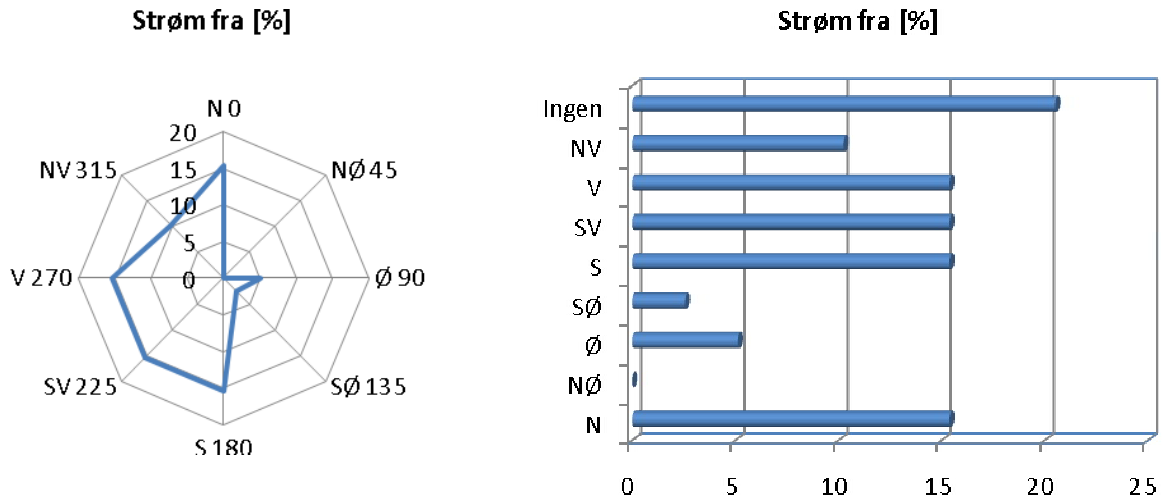 Strøm fra [%]
N 0
20
15
10
5
0
NØ 45
Ø 90
SØ 135
S 180
SV 225
V 270
NV 315
Strøm fra [%]
Ingen
NV
V
SV
S
SØ
Ø
NØ
N
0 5 10 15 20 25